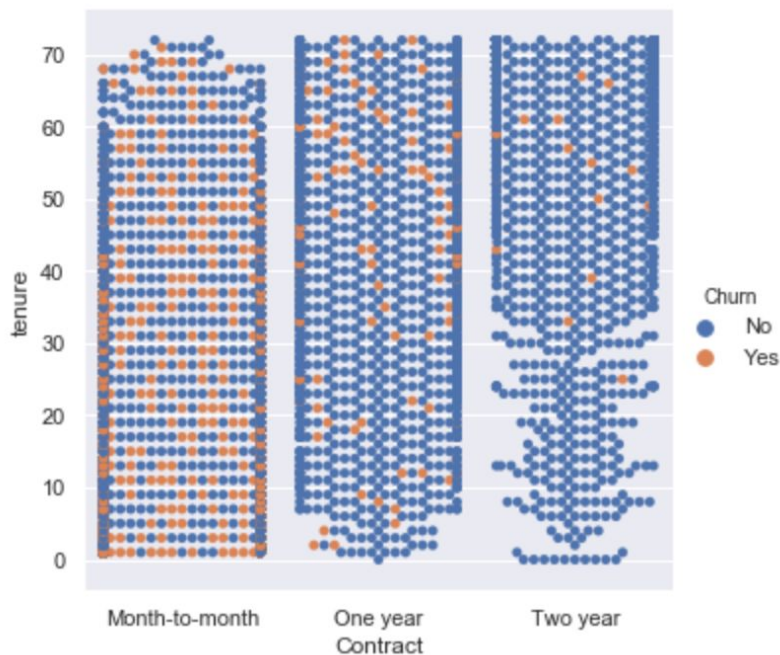 70
60
50
40
30
20
10
0
tenure
Month-to-month
One year
Two year
Contract
Churn
No
Yes